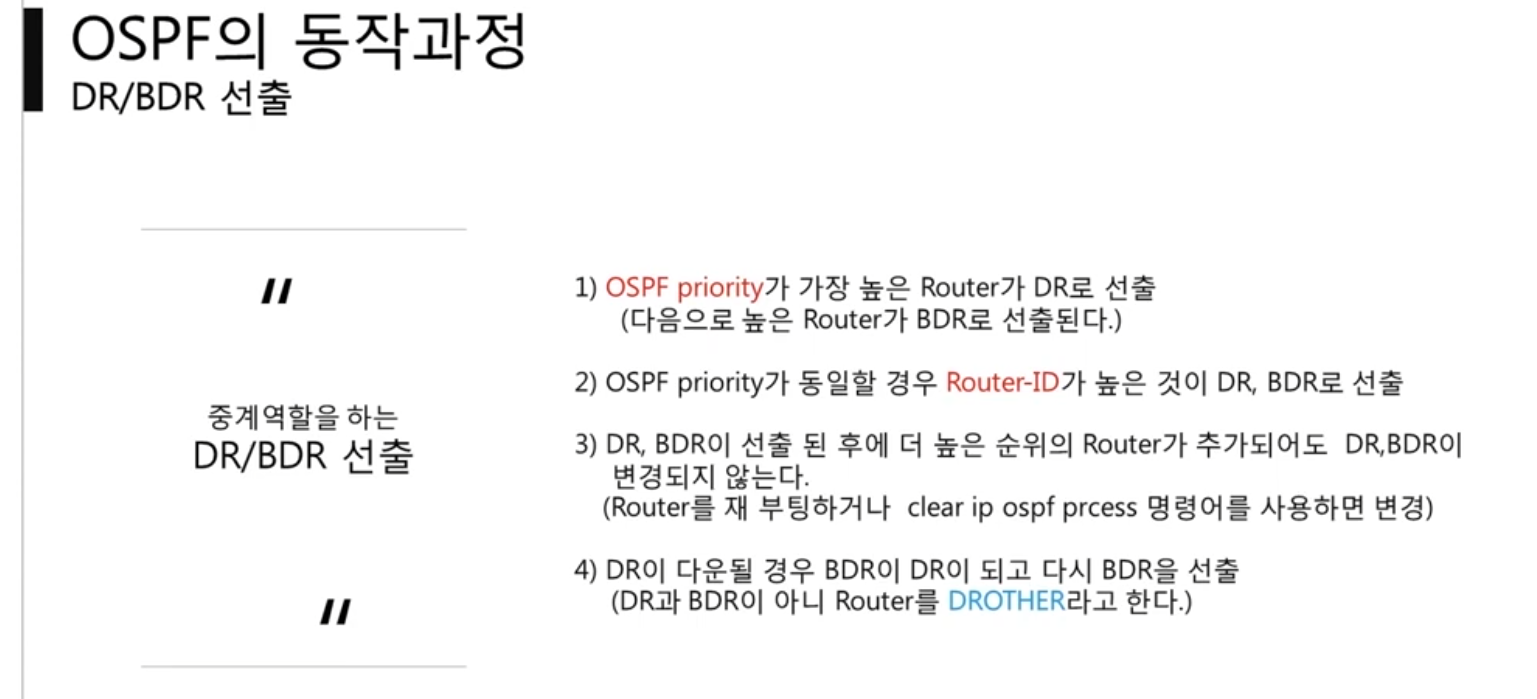 OSPF의 동작과정
DR/BDR 선출
"
중계역할을 하는
DR/BDR 선출
"
1) OSPF priority가 가장 높은 Router가 DR로 선출
(다음으로 높은 Router가 BDR로 선출된다.)
2) OSPF priority가 동일할 경우 Router-ID가 높은 것이 DR, BDR로 선출
3) DR, BDR이 선출 된 후에 더 높은 순위의 Router가 추가되어도 DR,BDR이
변경되지 않는다.
(Router를 재 부팅하거나 clear ip ospf prcess 명령어를 사용하면 변경)
4) DR이 다운될 경우 BDR이 DR이 되고 다시 BDR을 선출
(DR과 BDR이 아니 Router를 DROTHER라고 한다.)